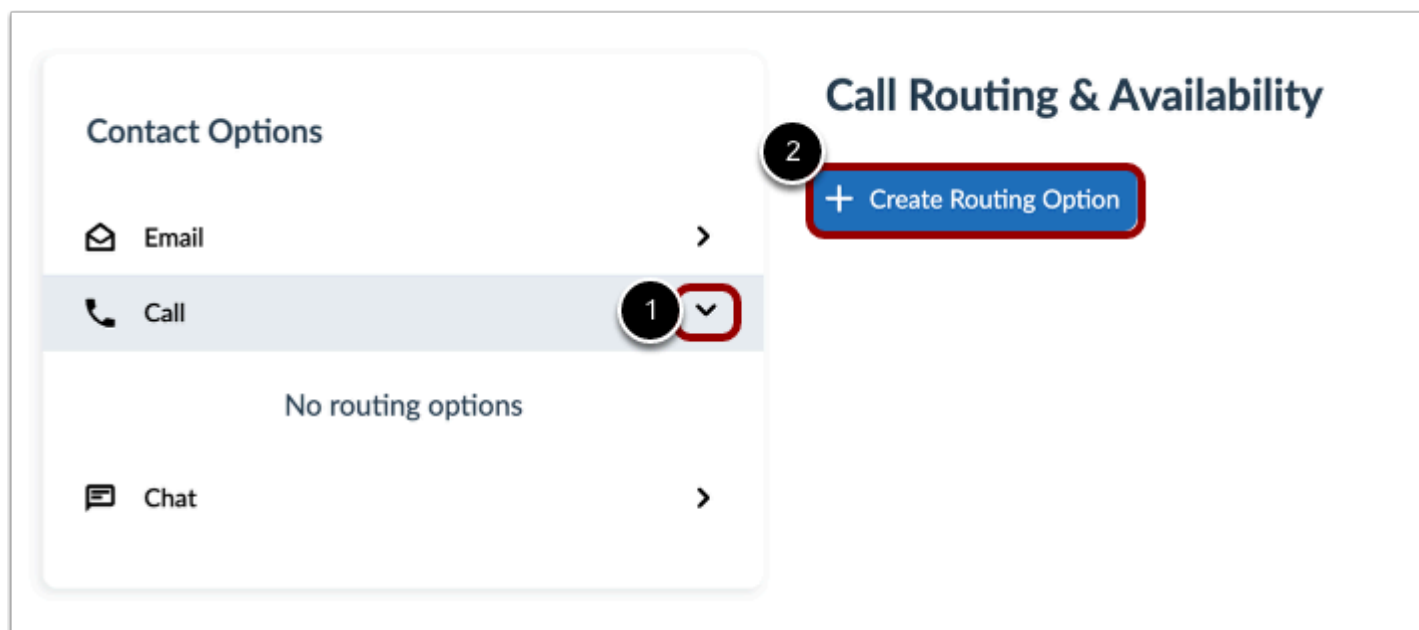 Contact Options
Email
Call
1
No routing options
Chat
Call Routing & Availability
2
Create Routing Option